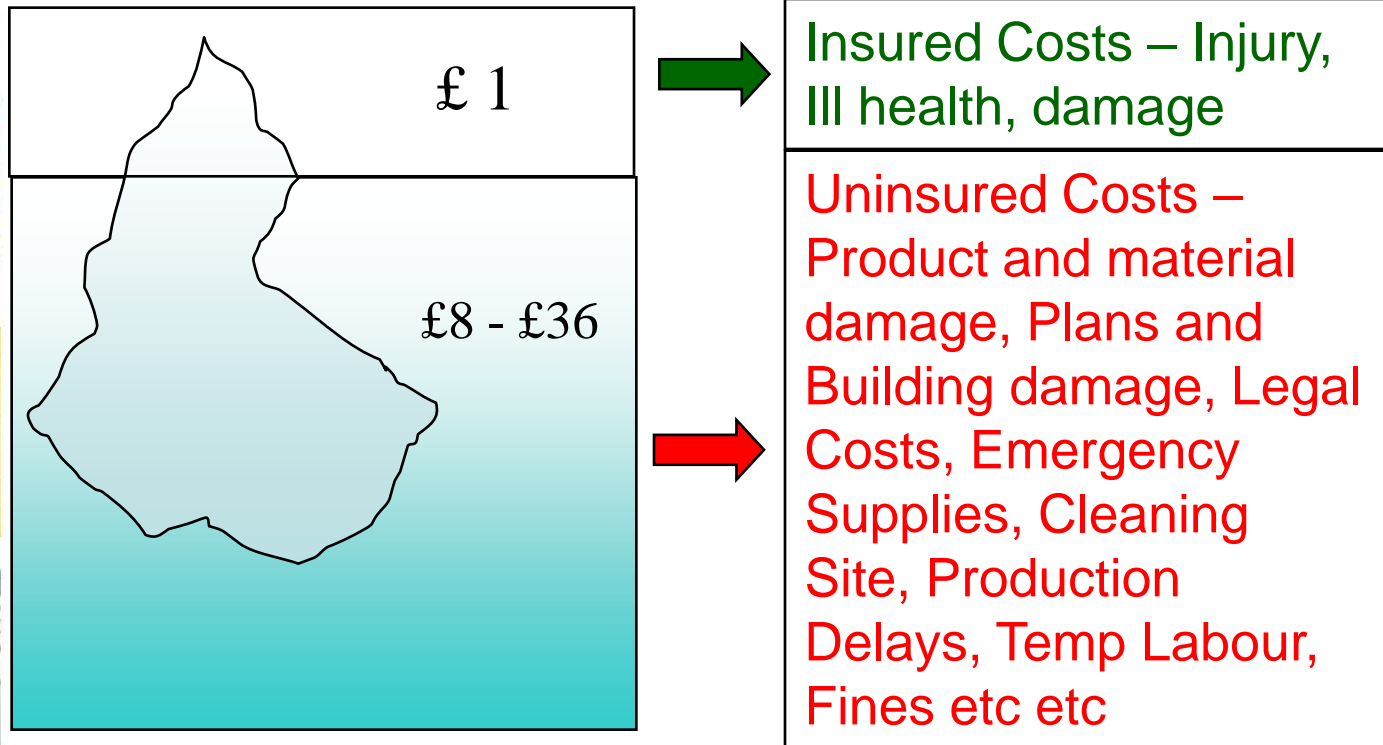 £ 1
Insured Costs – Injury,
Ill health, damage
£8 - £36
Uninsured Costs –
Product and material
damage, Plans and
Building damage, Legal
Costs, Emergency
Supplies, Cleaning
Site, Production
Delays, Temp Labour,
Fines etc etc